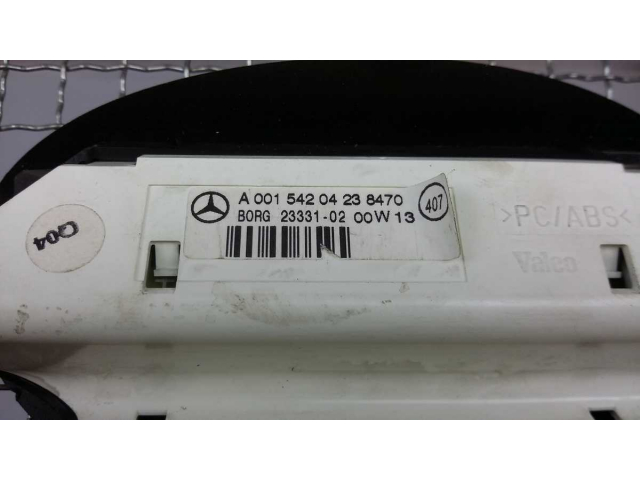 A 001 542 04 23 8470
BORG 23331-02 00W 13
407
Q04
>PC/ABS<
Valeo